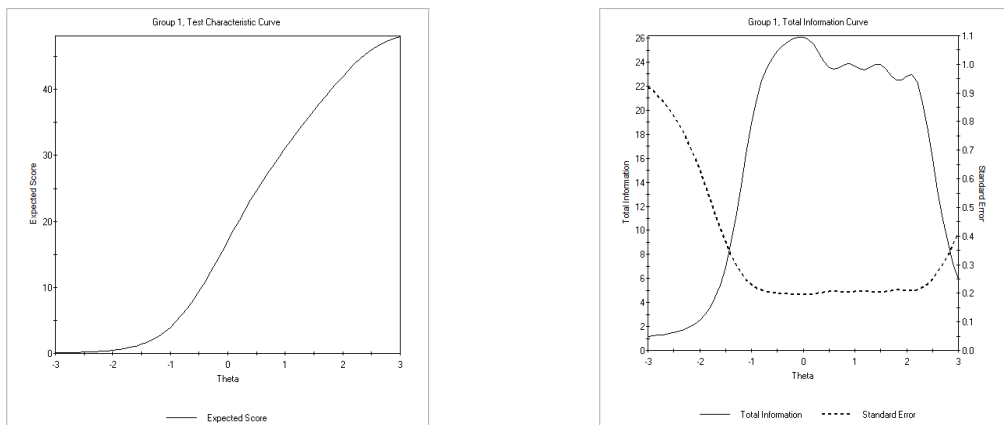 Group 1, Test Characteristic Curve
Expected Score
40
30
20
10
0
-3 -2 -1 0 1 2 3
Theta
Expected Score
Group 1, Total Information Curve
Total Information
26
24
22
20
18
16
14
12
10
8
6
4
2
0
-3 -2 -1 0 1 2 3
Theta
1.1
1.0
0.9
0.8
0.7
0.6
0.5
0.4
0.3
0.2
0.1
0.0
Standard Error
Total Information Standard Error